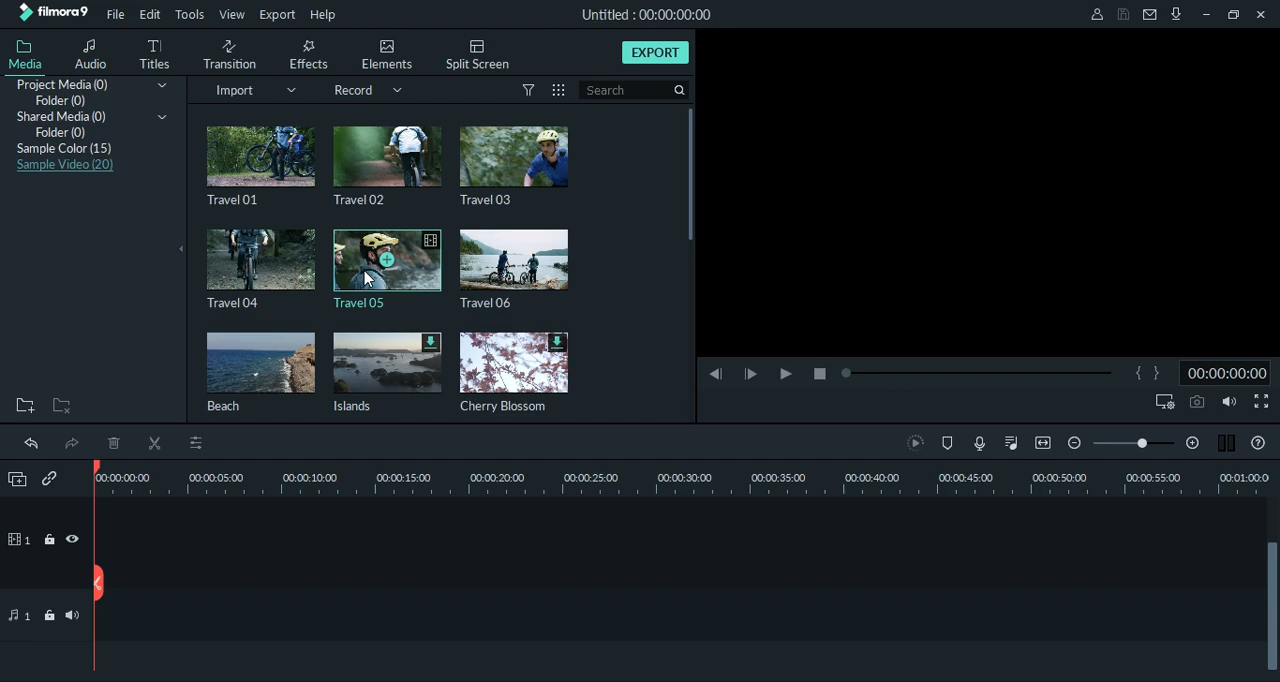 filmora9 File Edit Tools View Export Help Untitled : 00:00:00:00
Media Audio Titles Transition Effects Elements Split Screen EXPORT
Project Media (0)
Folder (0)
Shared Media (0)
Folder (0)
Sample Color (15)
Sample Video (20)
Import Record Search
Travel 01 Travel 02 Travel 03
Travel 04 Travel 05 Travel 06
Beach Islands Cherry Blossom
{ } 00:00:00:00
00:00:00:00 00:00:05:00 00:00:10:00 00:00:15:00 00:00:20:00 00:00:25:00 00:00:30:00 00:00:35:00 00:00:40:00 00:00:45:00 00:00:50:00 00:00:55:00 00:01:00:0
1
1